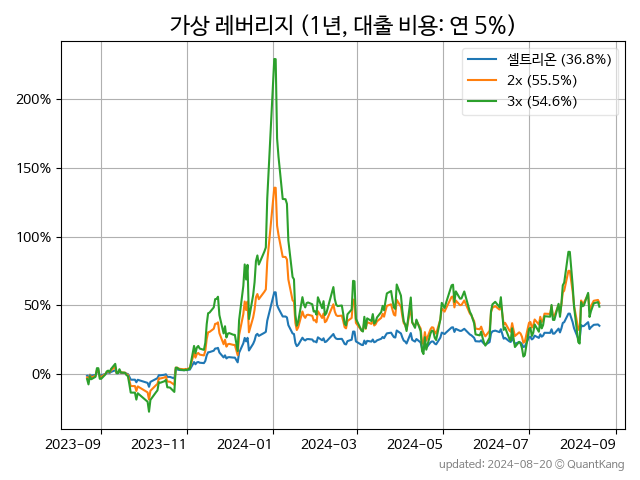 가상 레버리지 (1년, 대출 비용: 연 5%)
셀트리온 (36.8%)
2x (55.5%)
3x (54.6%)
200%
150%
100%
50%
0%
2023-09 2023-11 2024-01 2024-03 2024-05 2024-07 2024-09
updated: 2024-08-20 © QuantKang